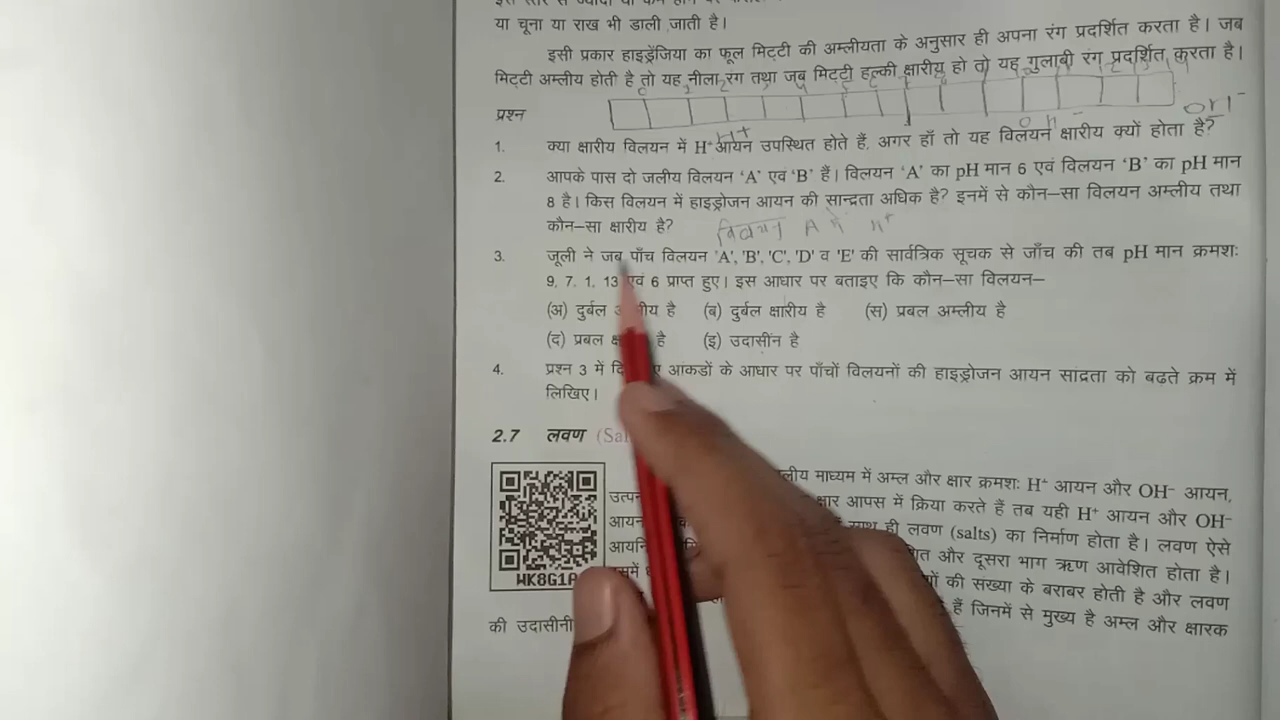 या चूना या राख भी डाली जाती है।
इसी प्रकार हाइड्रेंजिया का फूल मिट्टी की अम्लीयता के अनुसार ही अपना रंग प्रदर्शित करता है। जब
मिट्टी अम्लीय होती है तो यह नीला रंग तथा जब मिट्टी हल्की क्षारीय हो तो यह गुलाबी रंग प्रदर्शित करता है।
प्रश्न
OH⁻
H⁺
1. क्या क्षारीय विलयन में H⁺ आयन उपस्थित होते हैं, अगर हाँ तो यह विलयन क्षारीय क्यों होता है?
2. आपके पास दो जलीय विलयन 'A' एवं 'B' हैं। विलयन 'A' का pH मान 6 एवं विलयन 'B' का pH मान
8 है। किस विलयन में हाइड्रोजन आयन की सान्द्रता अधिक है? इनमें से कौन–सा विलयन अम्लीय तथा
कौन–सा क्षारीय है?
विलयन A में H⁺
3. जूली ने जब पाँच विलयन 'A', 'B', 'C', 'D' व 'E' की सार्वत्रिक सूचक से जाँच की तब pH मान क्रमशः
9, 7, 1, 13 एवं 6 प्राप्त हुए। इस आधार पर बताइए कि कौन–सा विलयन–
(अ) दुर्बल है (ब) दुर्बल क्षारीय है (स) प्रबल अम्लीय है
(द) प्रबल है (इ) उदासीन है
4. प्रश्न 3 में आंकडों के आधार पर पाँचों विलयनों की हाइड्रोजन आयन सांद्रता को बढते क्रम में
लिखिए।
2.7 लवण
माध्यम में अम्ल और क्षार क्रमशः H⁺ आयन और OH⁻ आयन,
आपस में क्रिया करते हैं तब यही H⁺ आयन और OH⁻
ही लवण (salts) का निर्माण होता है। लवण ऐसे
और दूसरा भाग ऋण आवेशित होता है।
की संख्या के बराबर होती है और लवण
WK8G1
की हैं जिनमें से मुख्य है अम्ल और क्षारक